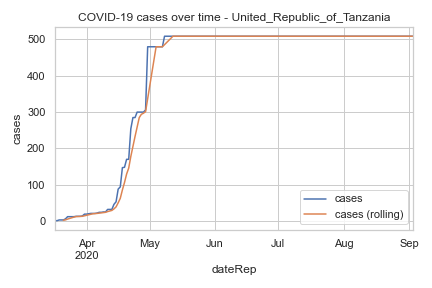 COVID-19 cases over time - United_Republic_of_Tanzania
500
400
300
200
100
0
cases
cases
cases (rolling)
Apr
2020
May
Jun
Jul
Aug
Sep
dateRep